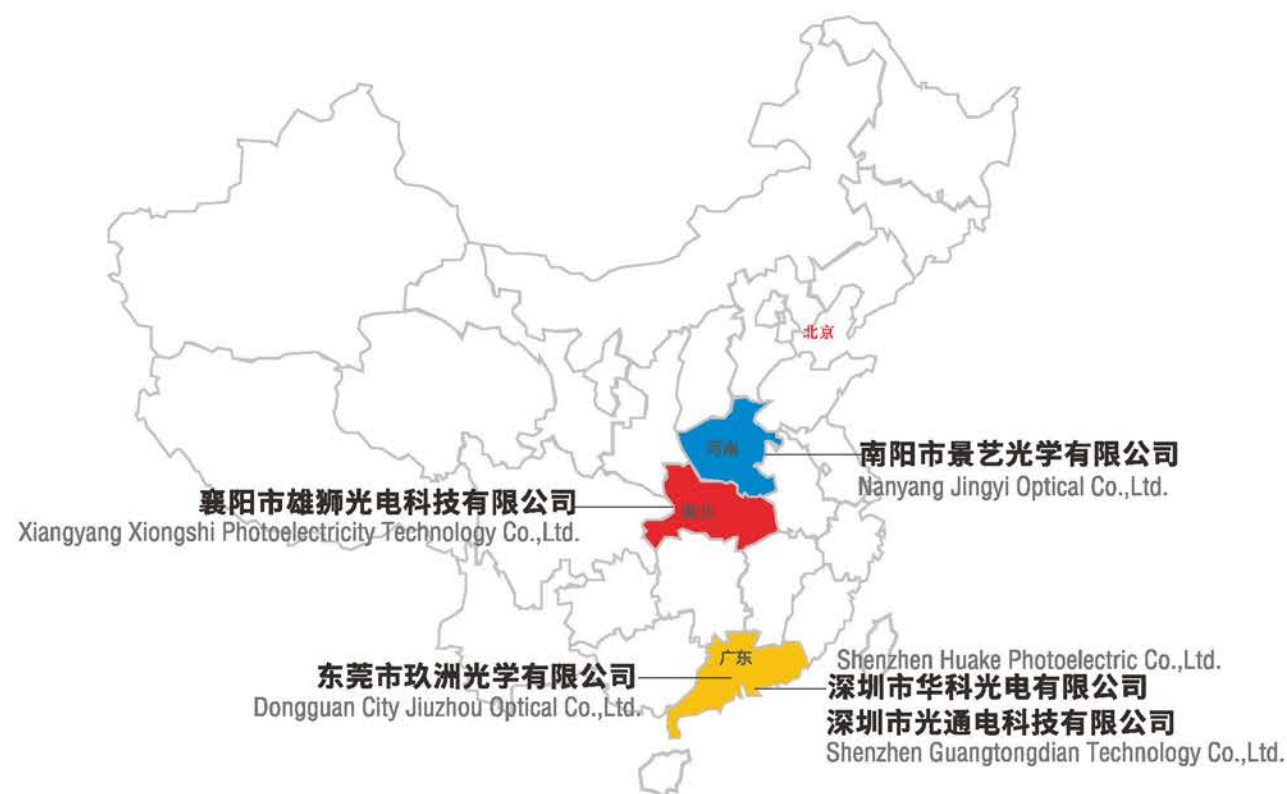 北京
河南
南阳市景艺光学有限公司
Nanyang Jingyi Optical Co.,Ltd.
襄阳市雄狮光电科技有限公司
Xiangyang Xiongshi Photoelectricity Technology Co.,Ltd.
湖北
广东
东莞市玖洲光学有限公司
Dongguan City Jiuzhou Optical Co.,Ltd.
Shenzhen Huake Photoelectric Co.,Ltd.
深圳市华科光电有限公司
深圳市光通电科技有限公司
Shenzhen Guangtongdian Technology Co.,Ltd.